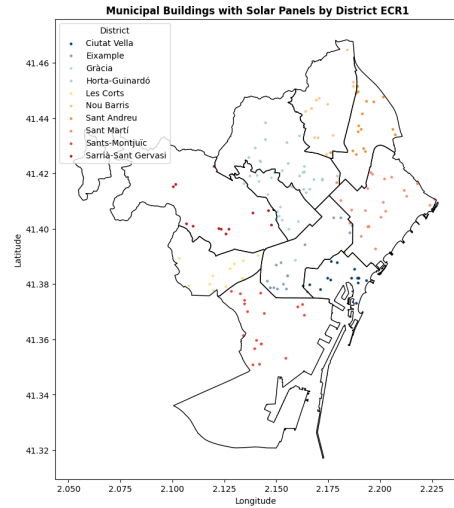 Municipal Buildings with Solar Panels by District ECR1
District
Ciutat Vella
Eixample
Gràcia
Horta-Guinardó
Les Corts
Nou Barris
Sant Andreu
Sant Martí
Sants-Montjuïc
Sarrià-Sant Gervasi
41.46
41.44
41.42
41.40
41.38
41.36
41.34
41.32
Latitude
2.050
2.075
2.100
2.125
2.150
2.175
2.200
2.225
Longitude